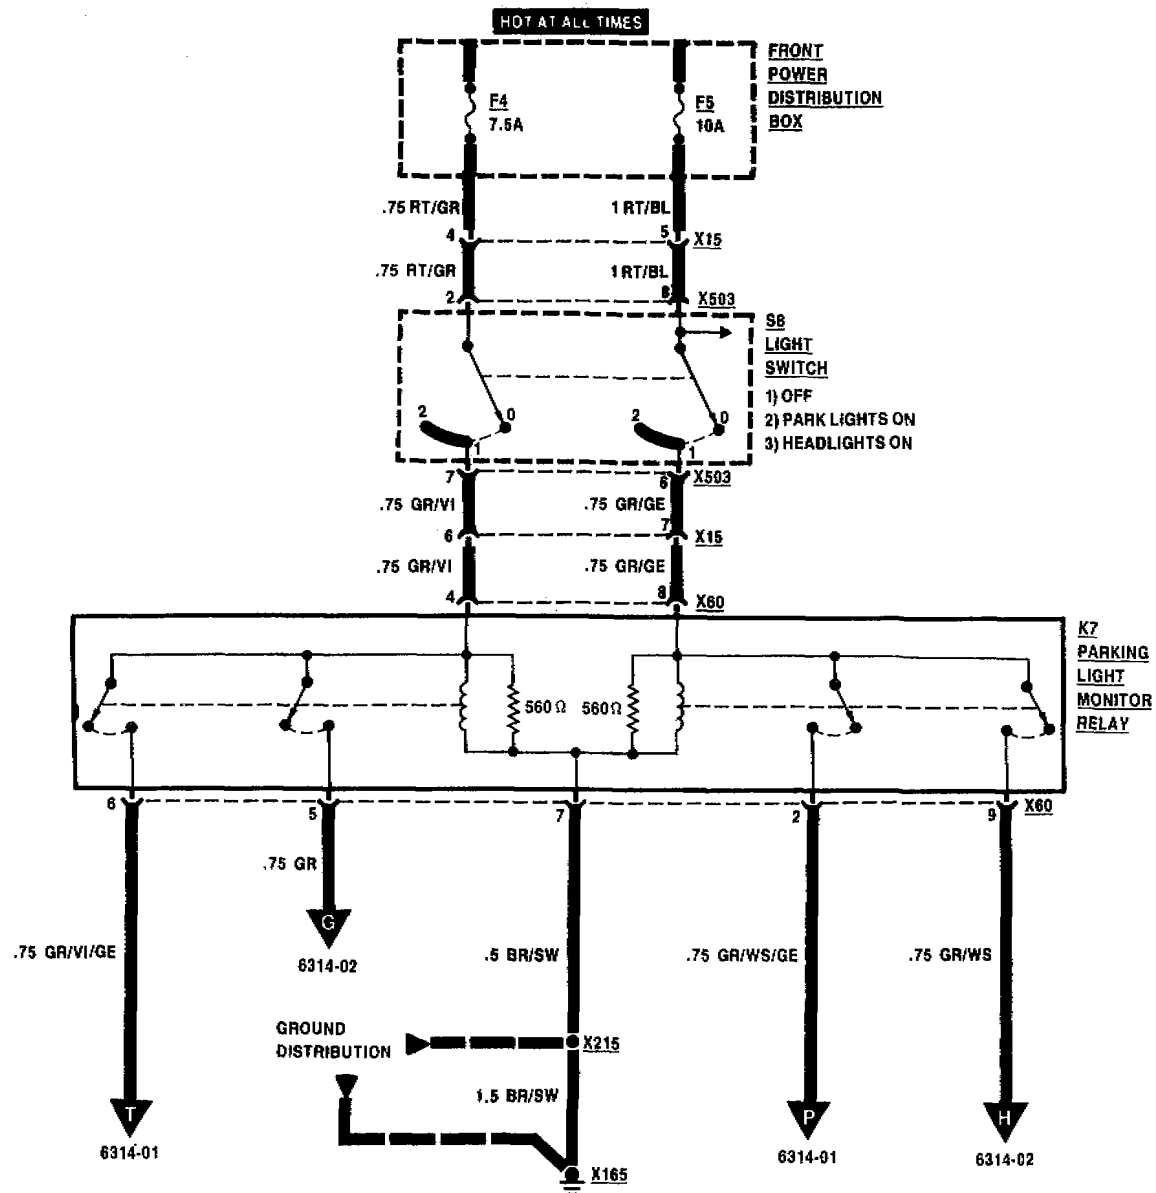 HOT AT ALL TIMES
FRONT
POWER
DISTRIBUTION
BOX
F4
7.5A
F5
10A
.75 RT/GR
1 RT/BL
4
5
X15
.75 RT/GR
1 RT/BL
2
8
X503
S8
LIGHT
SWITCH
1) OFF
2) PARK LIGHTS ON
3) HEADLIGHTS ON
2
0
1
2
0
1
7
6
X503
.75 GR/VI
.75 GR/GE
6
7
X15
.75 GR/VI
.75 GR/GE
4
8
X60
K7
PARKING
LIGHT
MONITOR
RELAY
560Ω
560Ω
6
5
7
2
9
X60
.75 GR
G
6314-02
.75 GR/VI/GE
.5 BR/SW
.75 GR/WS/GE
.75 GR/WS
GROUND
DISTRIBUTION
X215
1.5 BR/SW
T
6314-01
P
6314-01
H
6314-02
X165